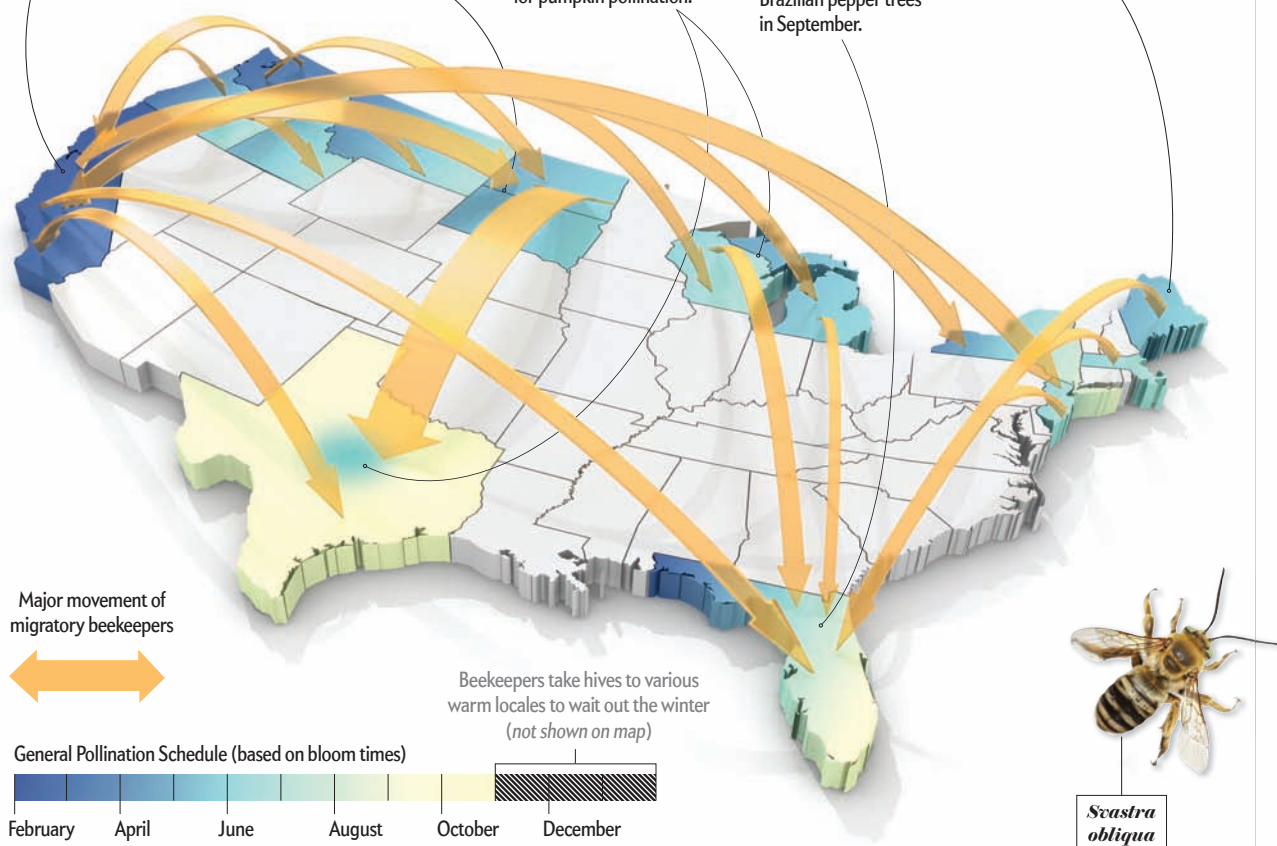 for pumpkin pollination.
Brazilian pepper trees
in September.
Major movement of
migratory beekeepers
Beekeepers take hives to various
warm locales to wait out the winter
(not shown on map)
General Pollination Schedule (based on bloom times)
February April June August October December
Svastra
obliqua